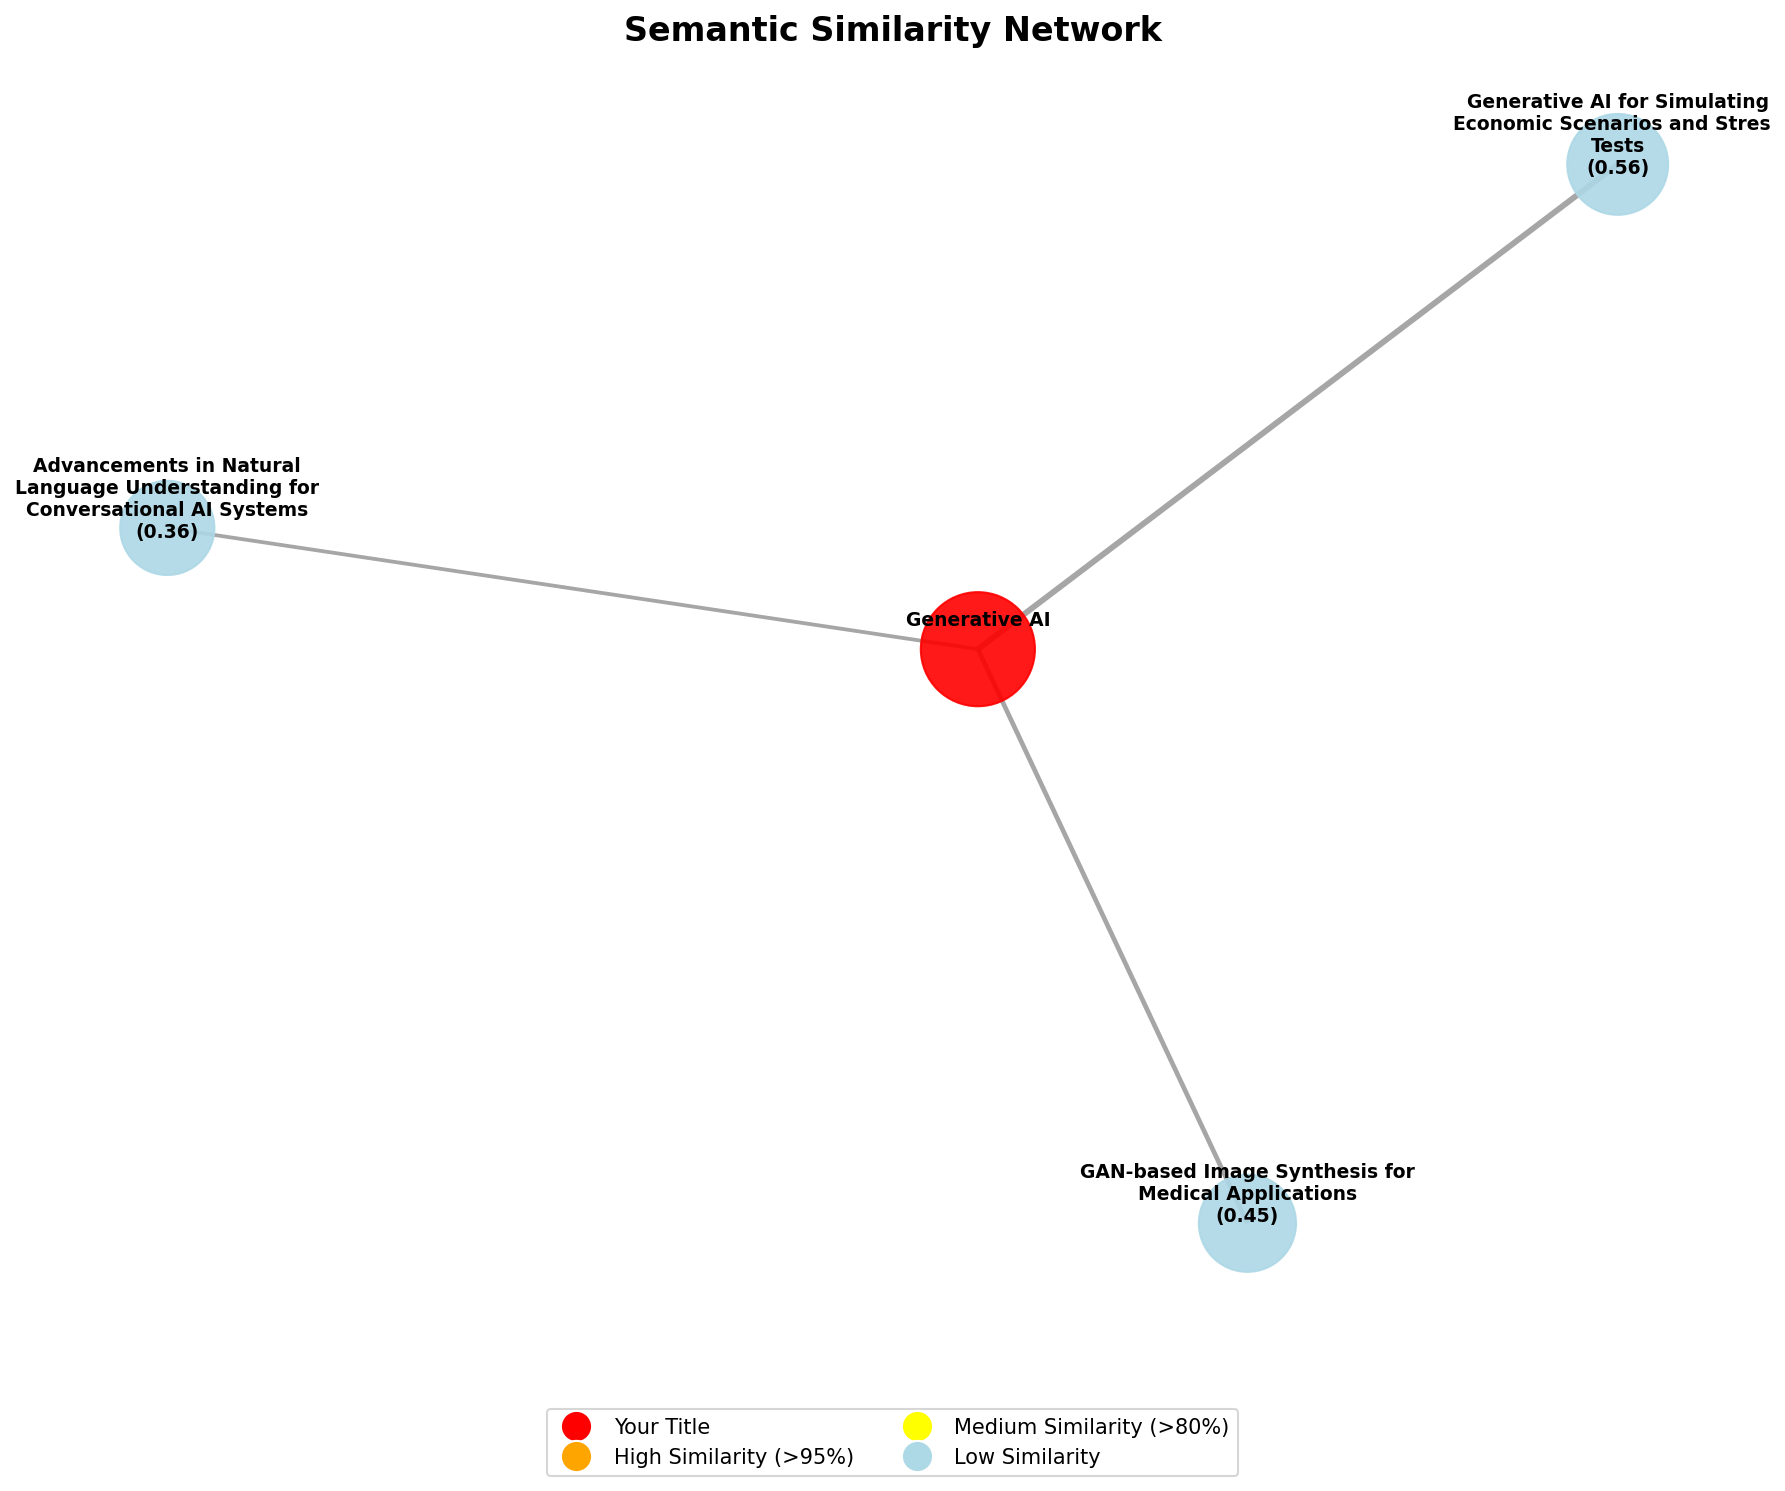 Semantic Similarity Network
Generative AI for Simulating
Economic Scenarios and Stres
Tests
(0.56)
Advancements in Natural
Language Understanding for
Conversational AI Systems
(0.36)
Generative AI
GAN-based Image Synthesis for
Medical Applications
(0.45)
Your Title
High Similarity (>95%)
Medium Similarity (>80%)
Low Similarity